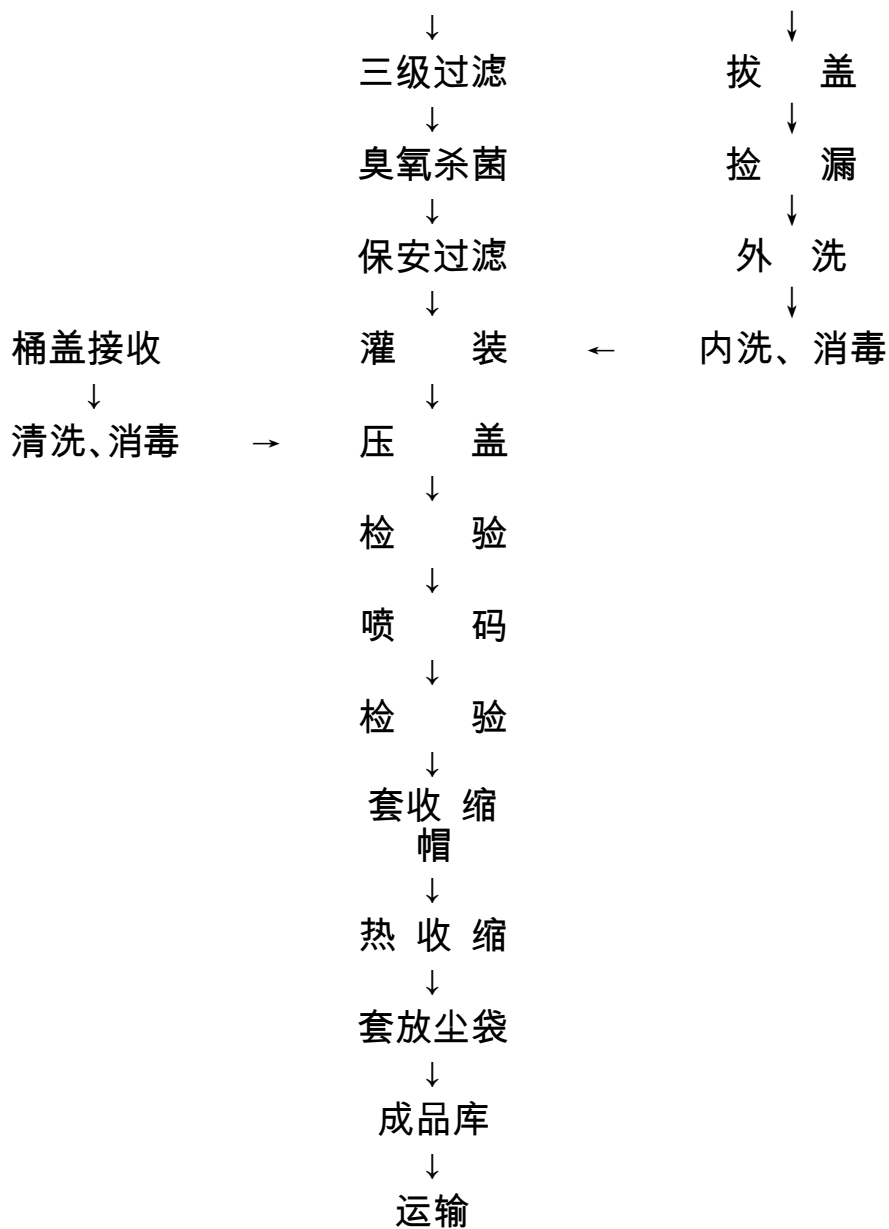 ↓ ↓
三级过滤 拔 盖
↓ ↓
臭氧杀菌 捡 漏
↓ ↓
保安过滤 外 洗
↓ ↓
桶盖接收 灌 装 ← 内洗、消毒
↓ ↓
清洗、消毒 → 压 盖
↓
检 验
↓
喷 码
↓
检 验
↓
套收 缩
帽
↓
热 收 缩
↓
套放尘袋
↓
成品库
↓
运输